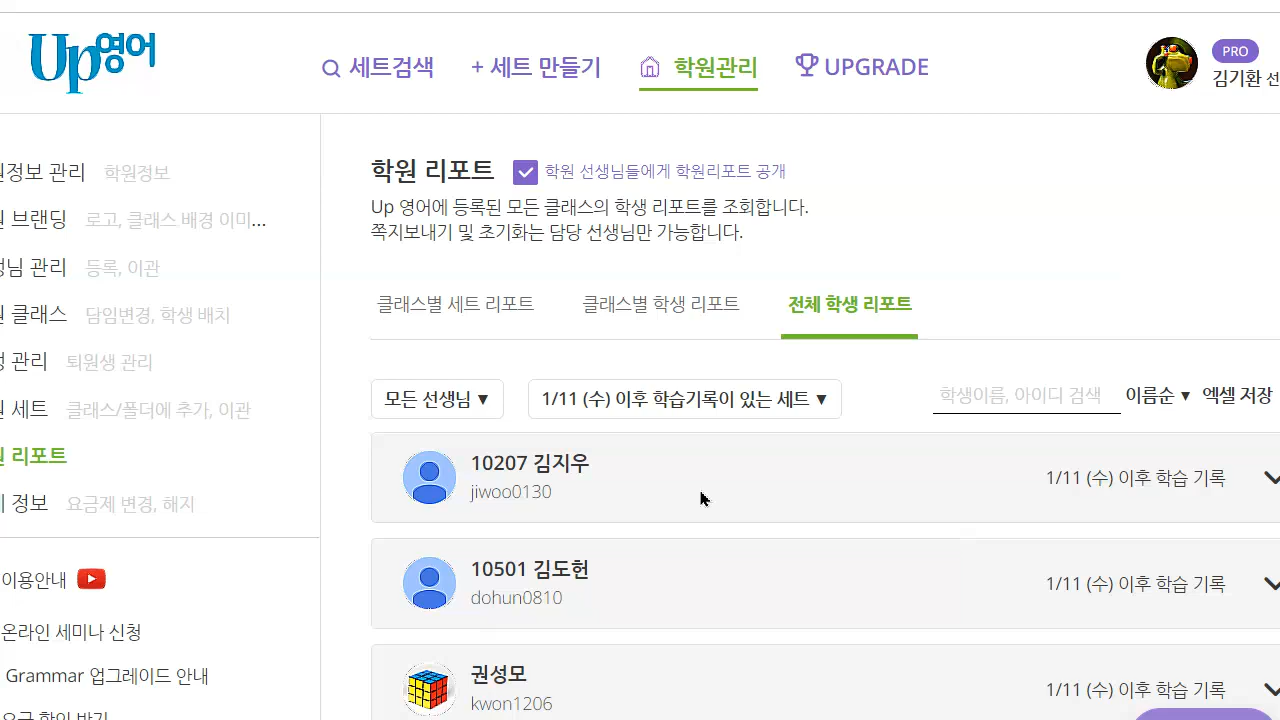 Up영어
세트검색
+ 세트 만들기
학원관리
UPGRADE
PRO
김기환 선
정보 관리 학원정보
브랜딩 로고, 클래스 배경 이미...
관리 등록, 이관
클래스 담임변경, 학생 배치
관리 퇴원생 관리
세트 클래스/폴더에 추가, 이관
리포트
정보 요금제 변경, 해지
이용안내
온라인 세미나 신청
Grammar 업그레이드 안내
학원 리포트
학원 선생님들에게 학원리포트 공개
Up 영어에 등록된 모든 클래스의 학생 리포트를 조회합니다.
쪽지보내기 및 초기화는 담당 선생님만 가능합니다.
클래스별 세트 리포트
클래스별 학생 리포트
전체 학생 리포트
모든 선생님 ▼
1/11 (수) 이후 학습기록이 있는 세트 ▼
학생이름, 아이디 검색
이름순 ▼
엑셀 저장
10207 김지우
jiwoo0130
1/11 (수) 이후 학습 기록
10501 김도헌
dohun0810
1/11 (수) 이후 학습 기록
권성모
kwon1206
1/11 (수) 이후 학습 기록